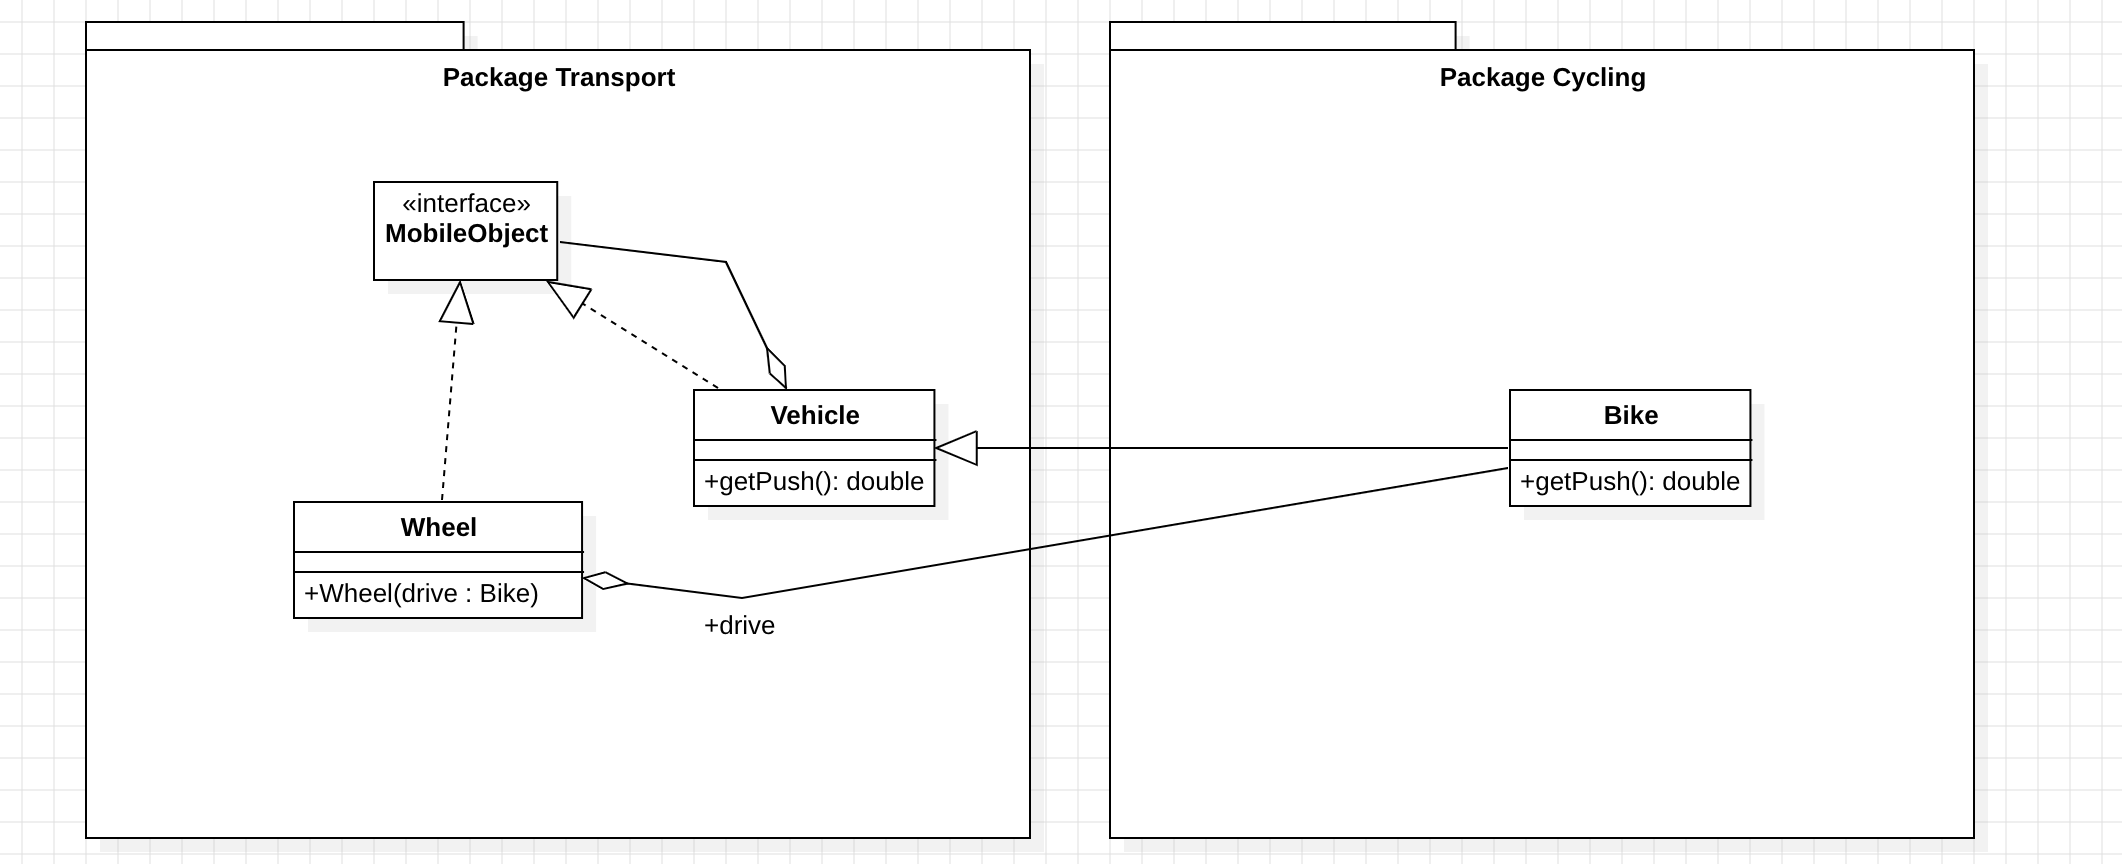 Package Transport
Package Cycling
«interface»
MobileObject
Vehicle
+getPush(): double
Bike
+getPush(): double
Wheel
+Wheel(drive : Bike)
+drive